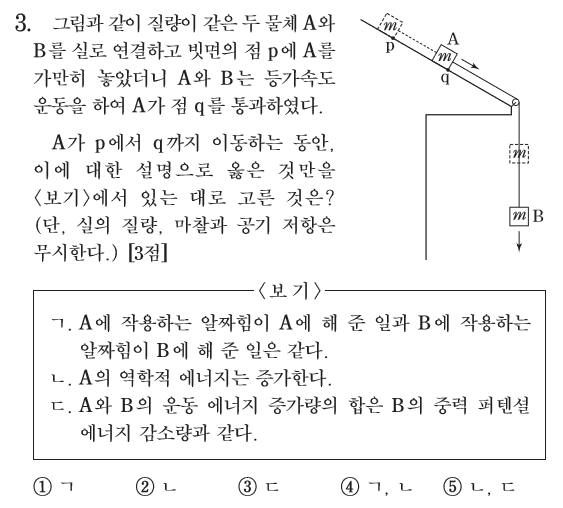 3. 그림과 같이 질량이 같은 두 물체 A와
B를 실로 연결하고 빗면의 점 p에 A를
가만히 놓았더니 A와 B는 등가속도
운동을 하여 A가 점 q를 통과하였다.
A가 p에서 q까지 이동하는 동안,
이에 대한 설명으로 옳은 것만을
<보기>에서 있는 대로 고른 것은?
(단, 실의 질량, 마찰과 공기 저항은
무시한다.) [3점]
m
p
A
m
q
m
m B
<보 기>
ㄱ. A에 작용하는 알짜힘이 A에 해 준 일과 B에 작용하는
알짜힘이 B에 해 준 일은 같다.
ㄴ. A의 역학적 에너지는 증가한다.
ㄷ. A와 B의 운동 에너지 증가량의 합은 B의 중력 퍼텐셜
에너지 감소량과 같다.
① ㄱ ② ㄴ ③ ㄷ ④ ㄱ, ㄴ ⑤ ㄴ, ㄷ